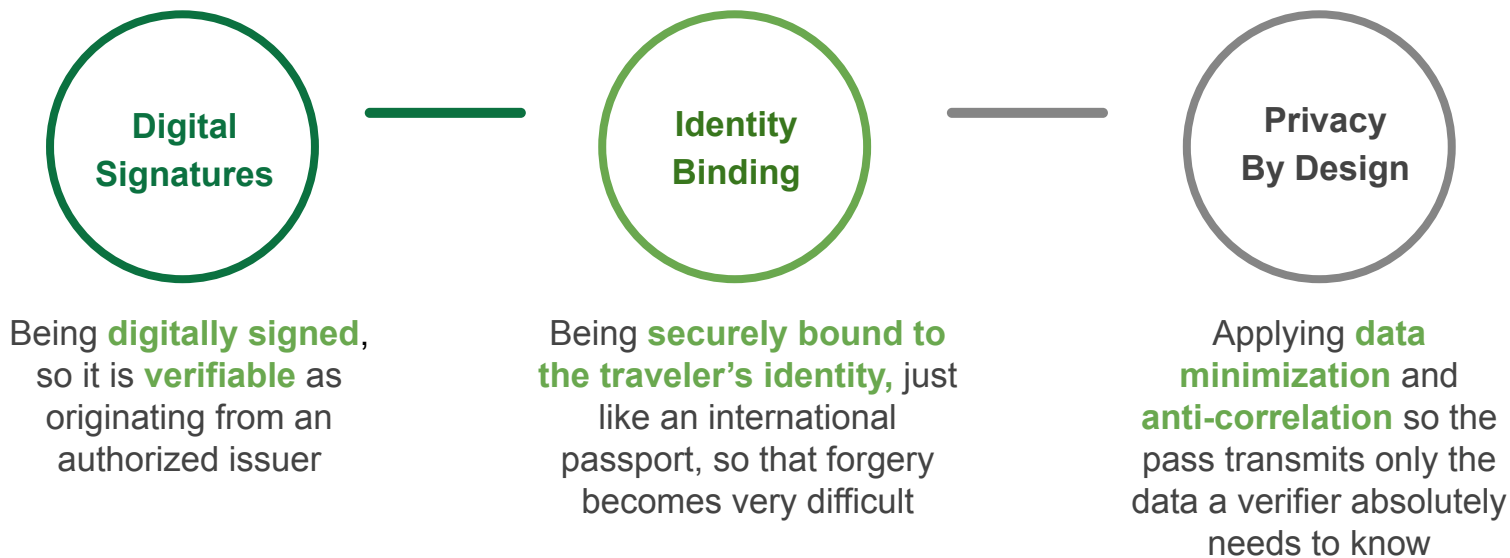 Digital
Signatures
Identity
Binding
Privacy
By Design
Being digitally signed,
so it is verifiable as
originating from an
authorized issuer
Being securely bound to
the traveler’s identity, just
like an international
passport, so that forgery
becomes very difficult
Applying data
minimization and
anti-correlation so the
pass transmits only the
data a verifier absolutely
needs to know